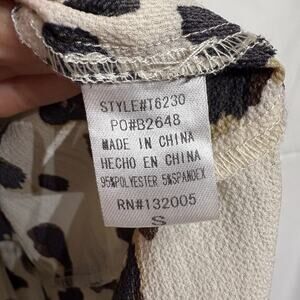 STYLE#T6230
PO#B2648
MADE IN CHINA
HECHO EN CHINA
95%POLYESTER 5%SPANDEX
RN#132005
S